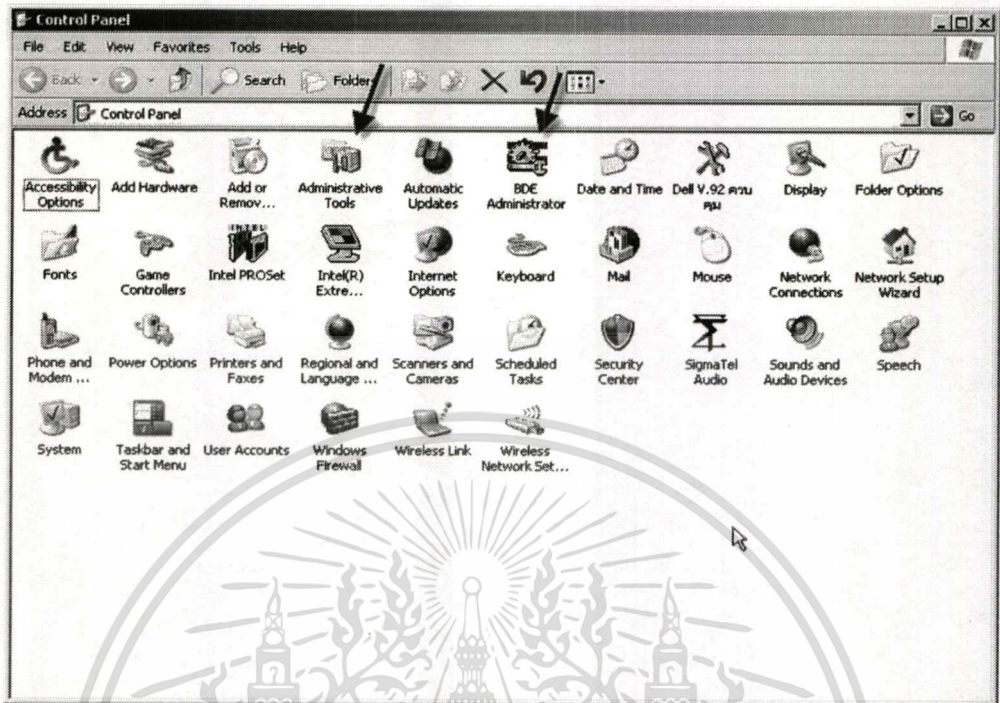 Control Panel
File Edit View Favorites Tools Help
Back Search Folders
Address Control Panel Go
Accessibility Options
Add Hardware
Add or Remov...
Administrative Tools
Automatic Updates
BDE Administrator
Date and Time
Dell V.92 ควบ
คุม
Display
Folder Options
Fonts
Game Controllers
INTEL
Intel PROSet
Intel(R) Extre...
Internet Options
Keyboard
Mail
Mouse
Network Connections
Network Setup Wizard
Phone and Modem ...
Power Options
Printers and Faxes
Regional and Language ...
Scanners and Cameras
Scheduled Tasks
Security Center
SigmaTel Audio
Sounds and Audio Devices
Speech
System
Taskbar and Start Menu
User Accounts
Windows Firewall
Wireless Link
Wireless Network Set...